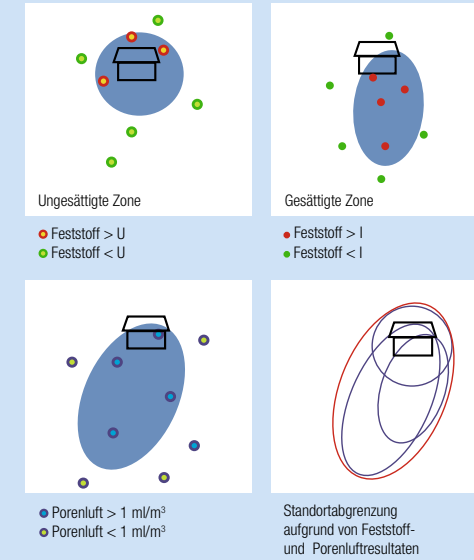 Ungesättigte Zone
Feststoff > U
Feststoff < U
Gesättigte Zone
Feststoff > I
Feststoff < I
Porenluft > 1 ml/m³
Porenluft < 1 ml/m³
Standortabgrenzung
aufgrund von Feststoff-
und Porenluftresultaten